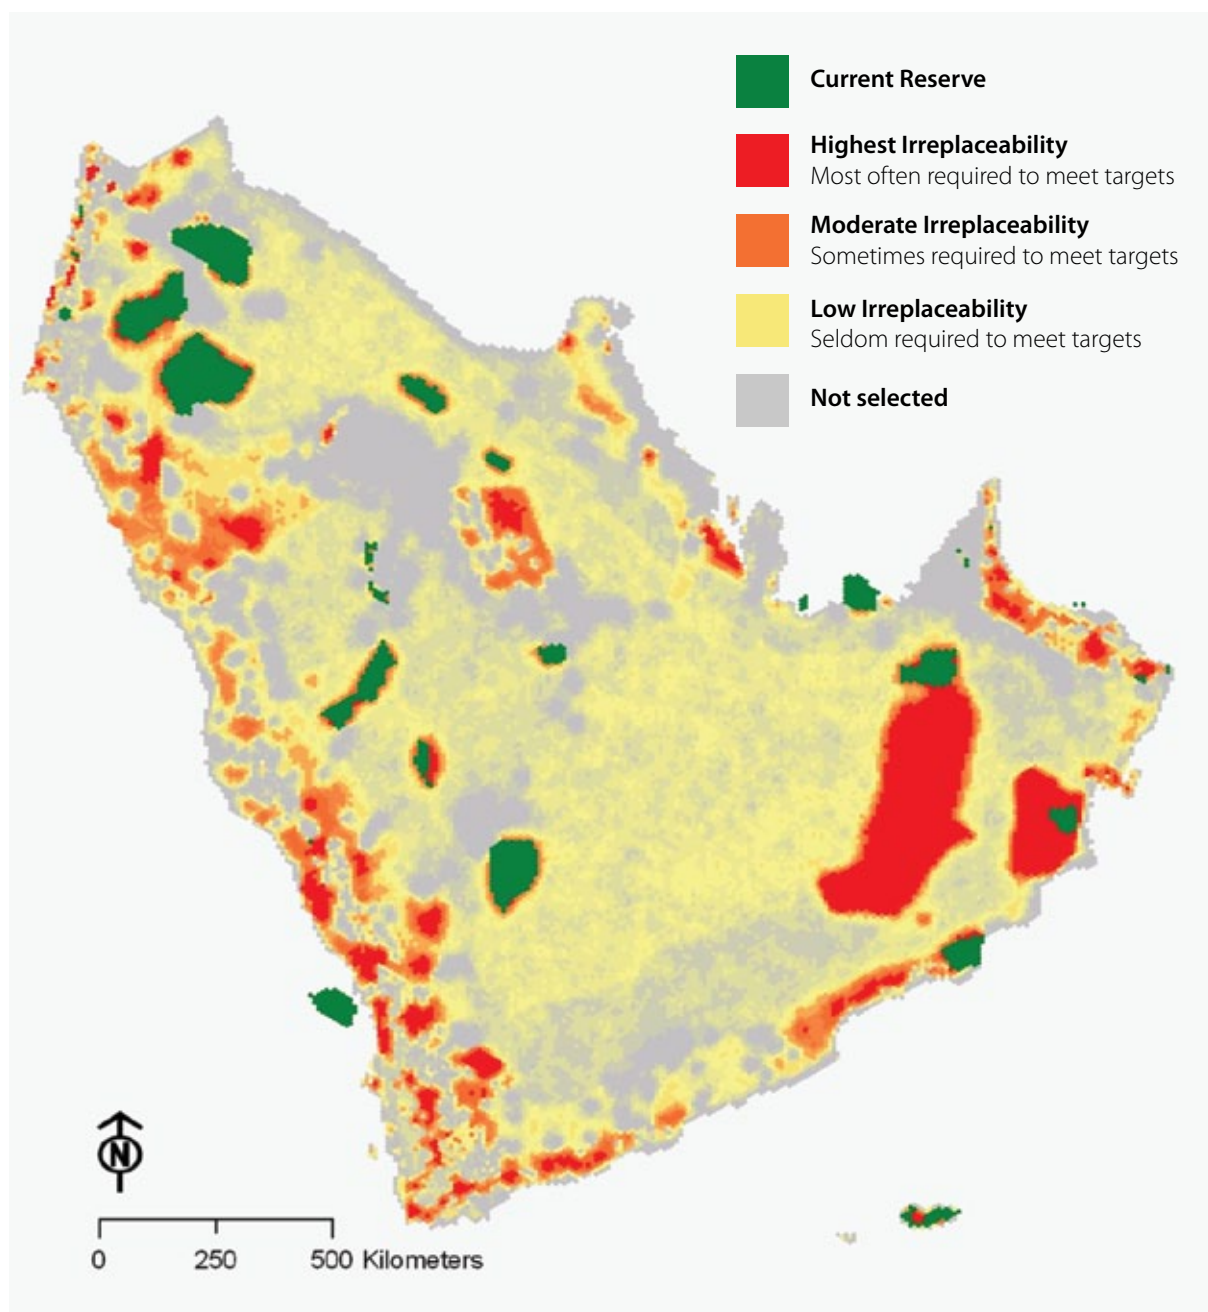 Current Reserve
Highest Irreplaceability
Most often required to meet targets
Moderate Irreplaceability
Sometimes required to meet targets
Low Irreplaceability
Seldom required to meet targets
Not selected
N
0 250 500 Kilometers